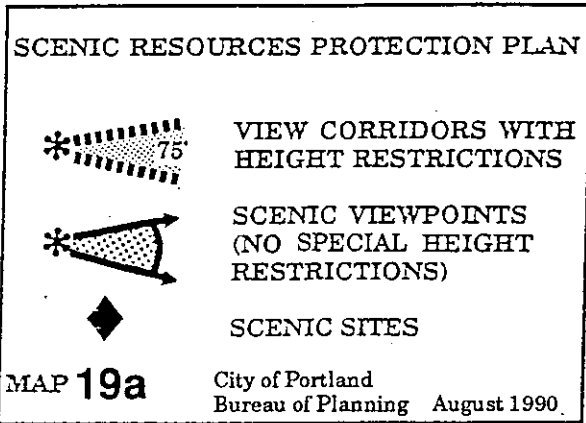 SCENIC RESOURCES PROTECTION PLAN
75'
VIEW CORRIDORS WITH
HEIGHT RESTRICTIONS
SCENIC VIEWPOINTS
(NO SPECIAL HEIGHT
RESTRICTIONS)
SCENIC SITES
MAP 19a
City of Portland
Bureau of Planning August 1990